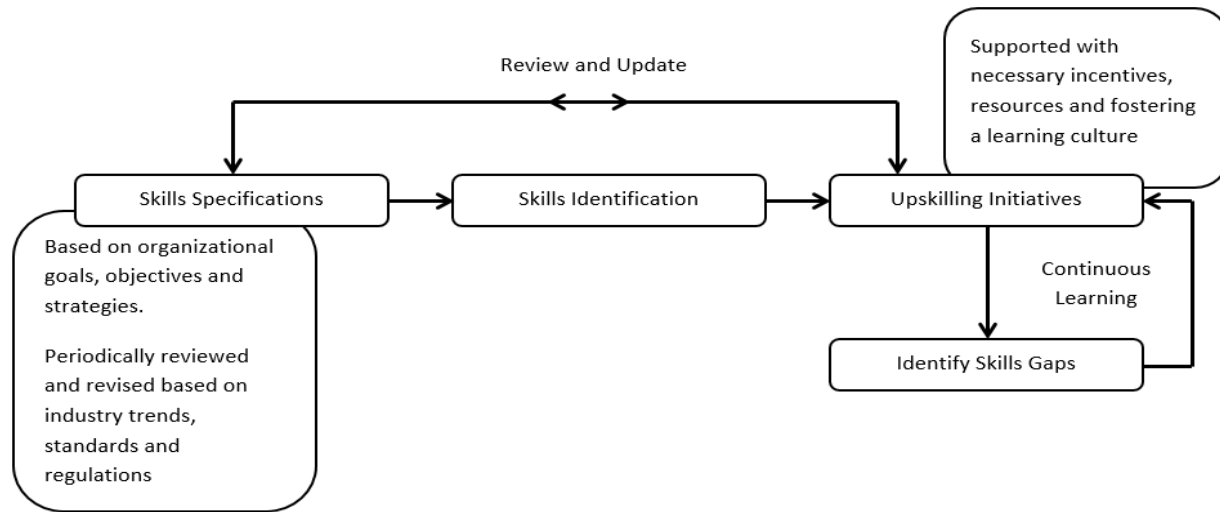 Review and Update
Supported with
necessary incentives,
resources and fostering
a learning culture
Skills Specifications
Skills Identification
Upskilling Initiatives
Based on organizational
goals, objectives and
strategies.
Periodically reviewed
and revised based on
industry trends,
standards and
regulations
Continuous
Learning
Identify Skills Gaps